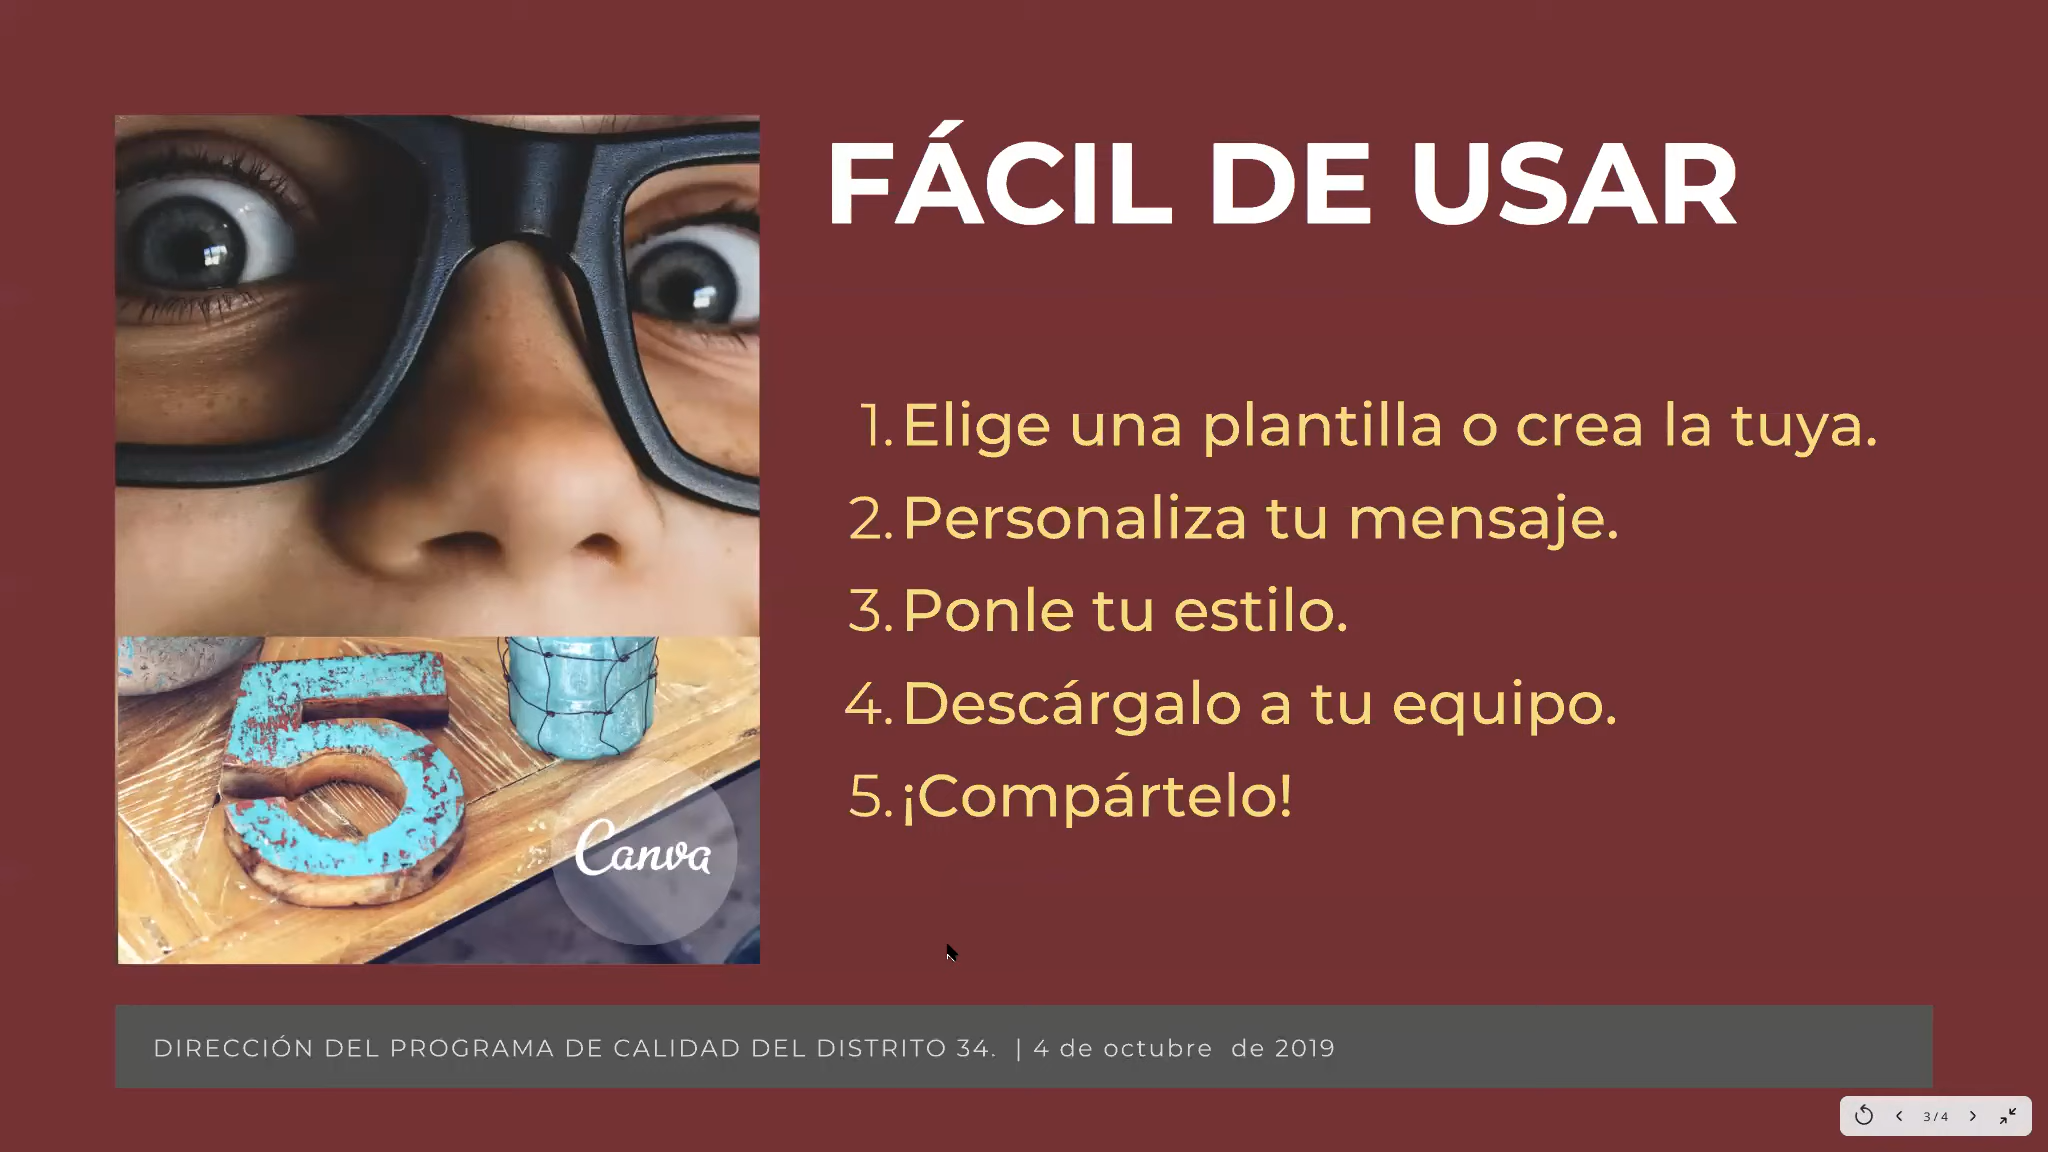 FÁCIL DE USAR
1. Elige una plantilla o crea la tuya.
2. Personaliza tu mensaje.
3. Ponle tu estilo.
4. Descárgalo a tu equipo.
5. ¡Compártelo!
5
Canva
DIRECCIÓN DEL PROGRAMA DE CALIDAD DEL DISTRITO 34. | 4 de octubre de 2019
3 / 4